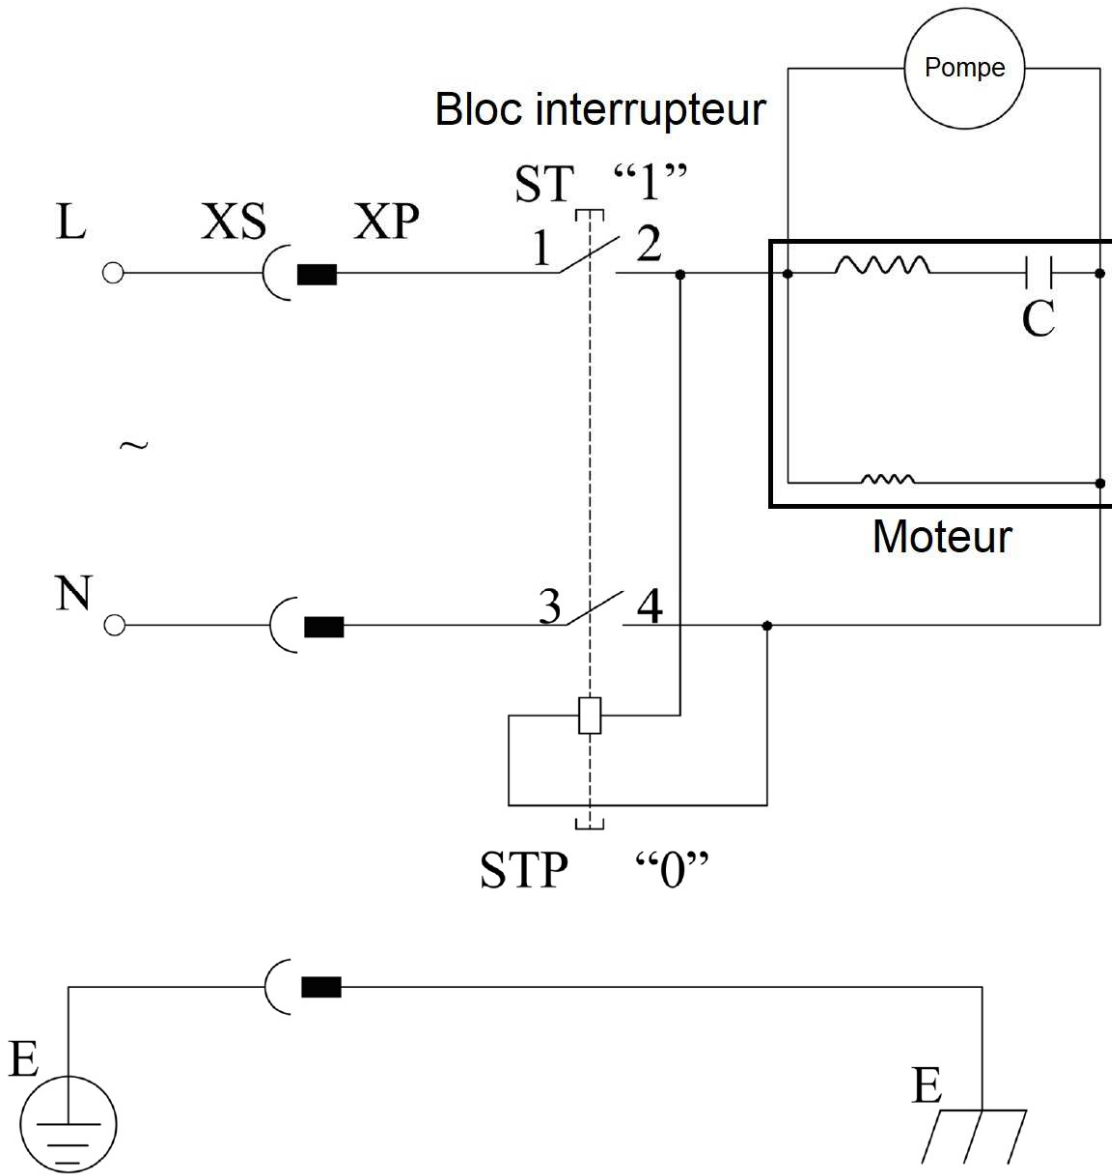 Pompe
Bloc interrupteur
ST “1”
L XS XP 1 2
C
~
Moteur
N 3 4
STP “0”
E
E